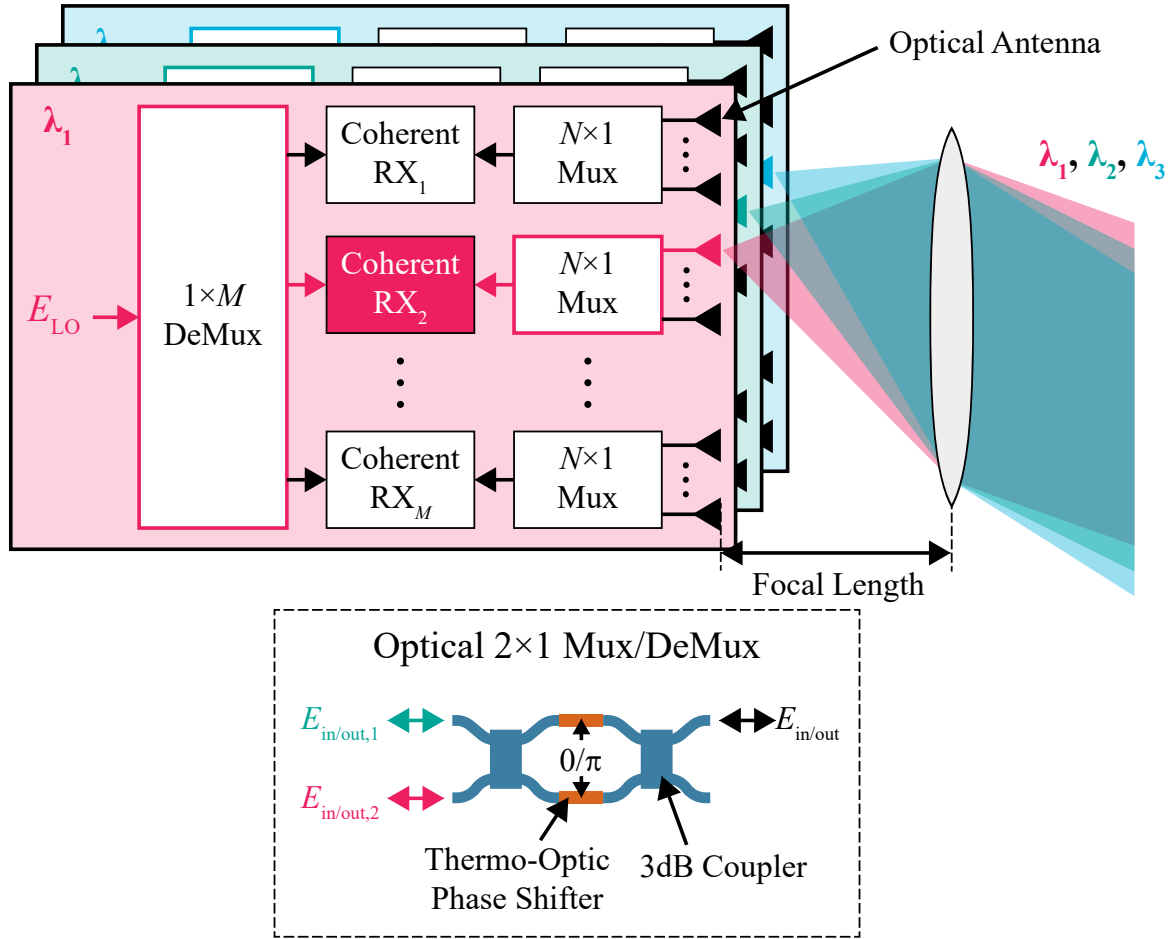 Optical Antenna
λ
λ
λ₁
1×M
DeMux
Coherent
RX₁
N×1
Mux
λ₁, λ₂, λ₃
E_LO
Coherent
RX₂
N×1
Mux
Coherent
RX_M
N×1
Mux
Focal Length
Optical 2×1 Mux/DeMux
E_in/out,1
0/π
E_in/out
E_in/out,2
Thermo-Optic
Phase Shifter
3dB Coupler